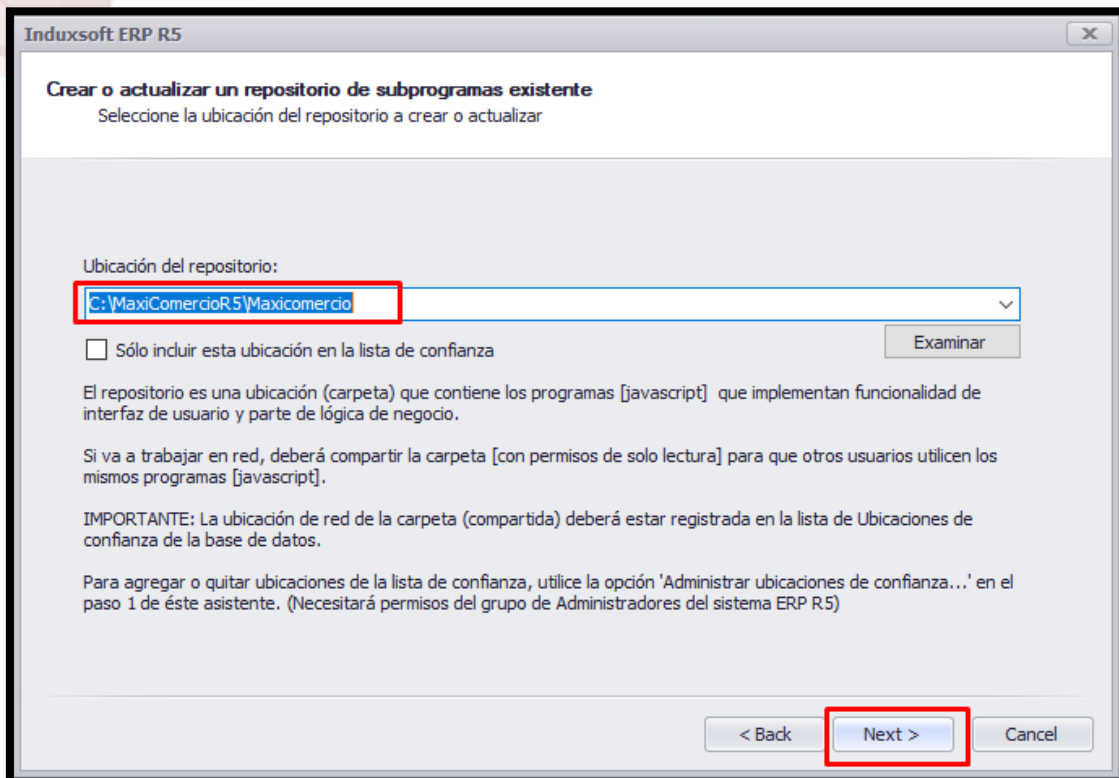 Induxsoft ERP R5
Crear o actualizar un repositorio de subprogramas existente
Seleccione la ubicación del repositorio a crear o actualizar
Ubicación del repositorio:
C:\MaxiComercioR5\Maxicomercio
Sólo incluir esta ubicación en la lista de confianza
Examinar
El repositorio es una ubicación (carpeta) que contiene los programas [javascript] que implementan funcionalidad de
interfaz de usuario y parte de lógica de negocio.
Si va a trabajar en red, deberá compartir la carpeta [con permisos de solo lectura] para que otros usuarios utilicen los
mismos programas [javascript].
IMPORTANTE: La ubicación de red de la carpeta (compartida) deberá estar registrada en la lista de Ubicaciones de
confianza de la base de datos.
Para agregar o quitar ubicaciones de la lista de confianza, utilice la opción 'Administrar ubicaciones de confianza...' en el
paso 1 de éste asistente. (Necesitará permisos del grupo de Administradores del sistema ERP R5)
< Back
Next >
Cancel